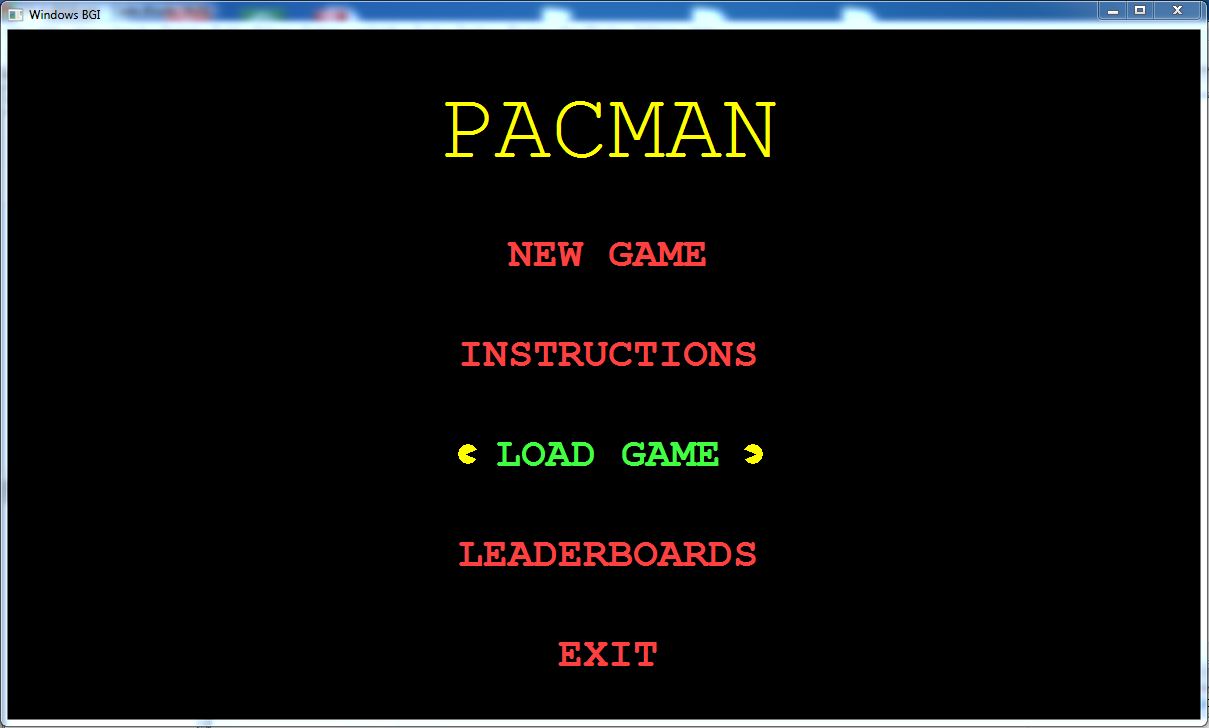 Windows BGI
PACMAN
NEW GAME
INSTRUCTIONS
LOAD GAME
LEADERBOARDS
EXIT